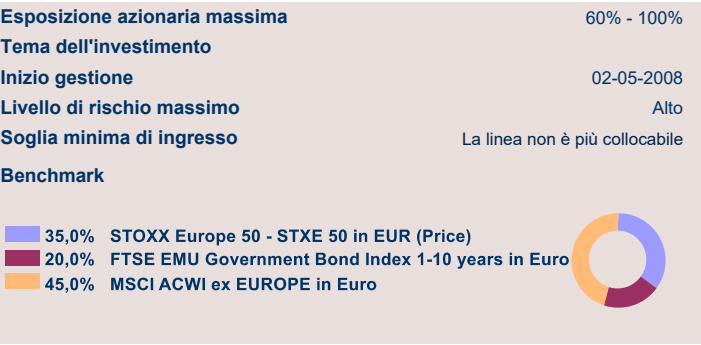 Esposizione azionaria massima 60% - 100%
Tema dell'investimento
Inizio gestione 02-05-2008
Livello di rischio massimo Alto
Soglia minima di ingresso La linea non è più collocabile
Benchmark
35,0% STOXX Europe 50 - STXE 50 in EUR (Price)
20,0% FTSE EMU Government Bond Index 1-10 years in Euro
45,0% MSCI ACWI ex EUROPE in Euro